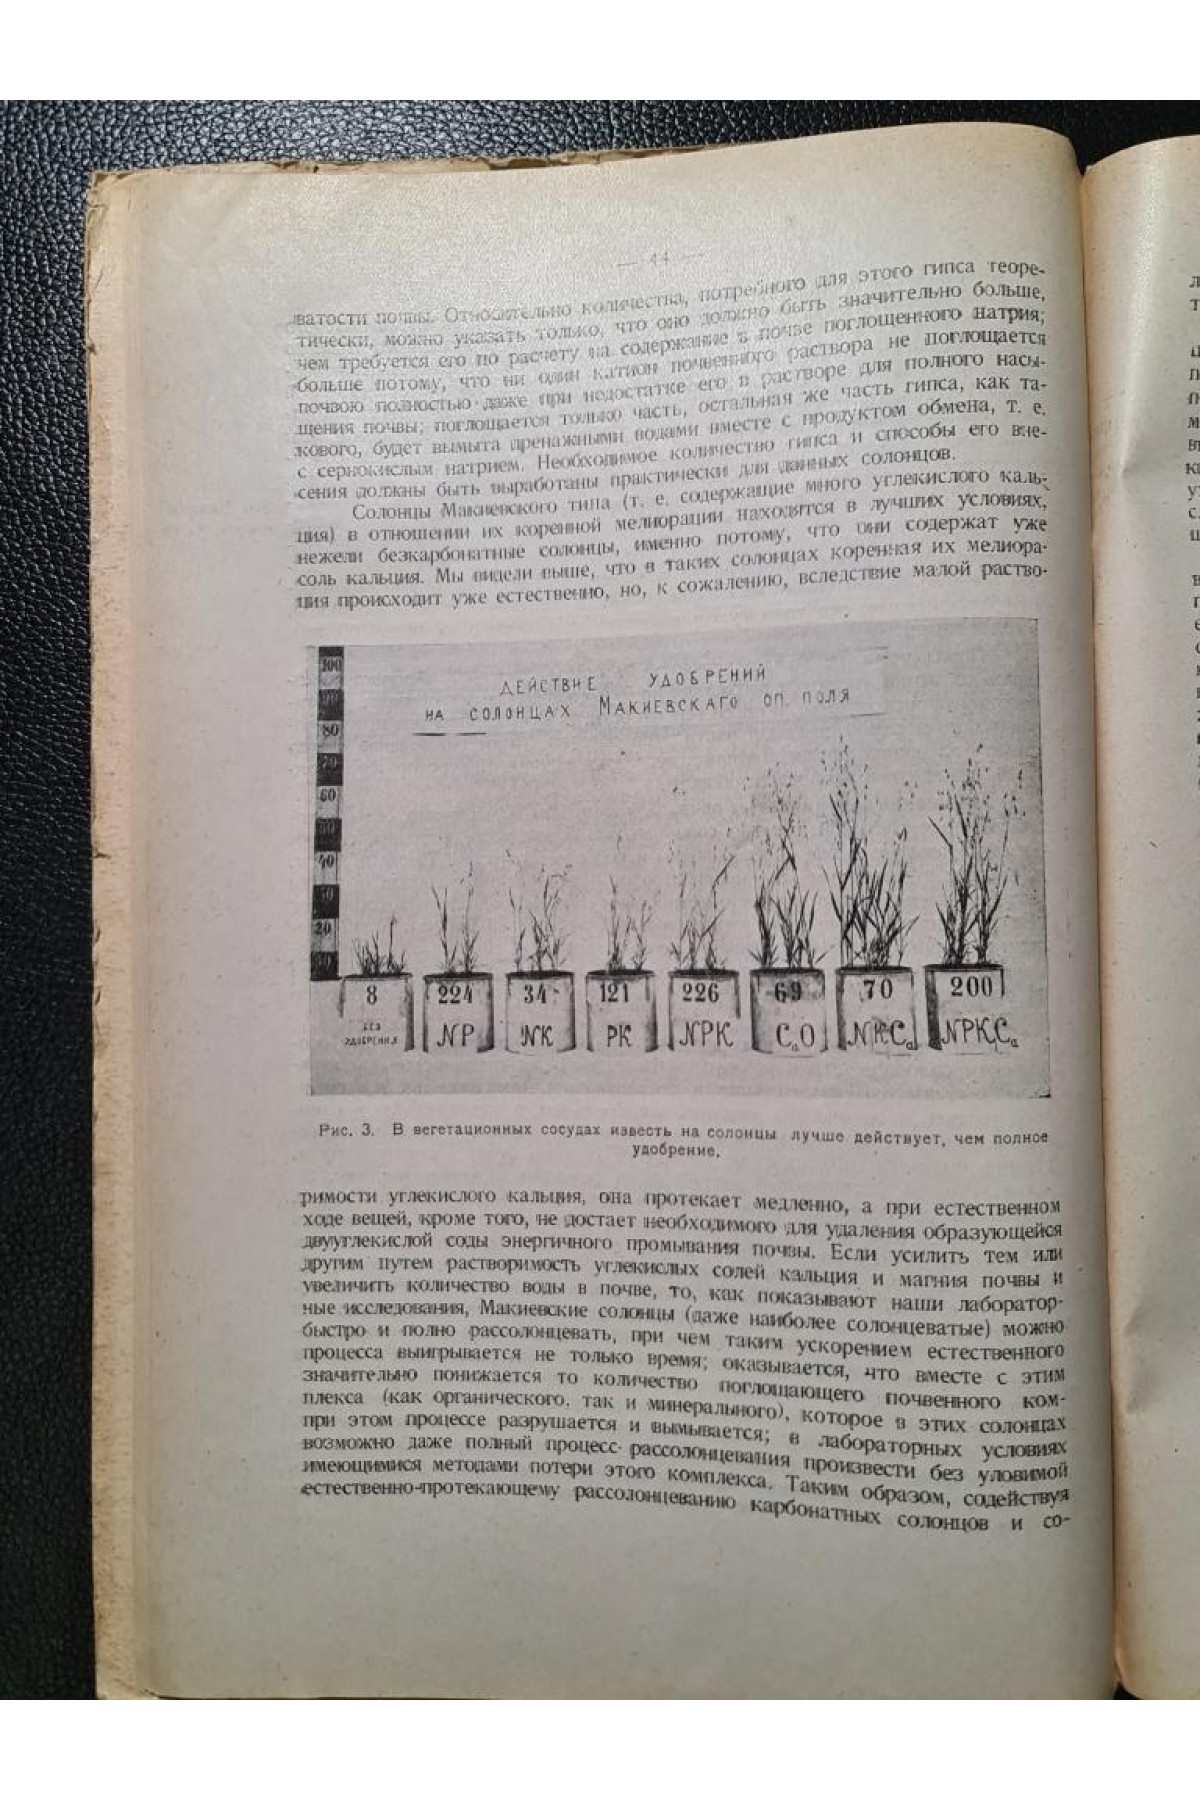 — 44 —
ватости почвы. Относительно количества, потребного для этого гипса теоре-
тически, можно указать только, что оно должно быть значительно больше,
чем требуется его по расчету на содержание в почве поглощенного натрия;
больше потому, что ни один катион почвенного раствора не поглощается
почвою полностью даже при недостатке его в растворе для полного насы-
щения почвы; поглощается только часть, остальная же часть гипса, как та-
кового, будет вымыта дренажными водами вместе с продуктом обмена, т. е.
с сернокислым натрием. Необходимое количество гипса и способы его вне-
сения должны быть выработаны практически для данных солонцов.
Солонцы Макиевского типа (т. е. содержащие много углекислого каль-
ция) в отношении их коренной мелиорации находятся в лучших условиях,
нежели безкарбонатные солонцы, именно потому, что они содержат уже
соль кальция. Мы видели выше, что в таких солонцах коренная их мелиора-
ция происходит уже естественно, но, к сожалению, вследствие малой раство-
ДЕЙСТВИЕ УДОБРЕНИЙ
НА СОЛОНЦАХ МАКИЕВСКАГО ОП. ПОЛЯ
100
80
70
60
50
40
20
8 224 34 121 226 69 70 200
БЕЗ УДОБРЕНИЯ NP NK PK NPK CaO NKCa NPKCa
Рис. 3. В вегетационных сосудах известь на солонцы лучше действует, чем полное
удобрение.
римости углекислого кальция, она протекает медленно, а при естественном
ходе вещей, кроме того, не достает необходимого для удаления образующейся
двууглекислой соды энергичного промывания почвы. Если усилить тем или
другим путем растворимость углекислых солей кальция и магния почвы и
увеличить количество воды в почве, то, как показывают наши лаборатор-
ные исследования, Макиевские солонцы (даже наиболее солонцеватые) можно
быстро и полно рассолонцевать, при чем таким ускорением естественного
процесса выигрывается не только время; оказывается, что вместе с этим
значительно понижается то количество поглощающего почвенного ком-
плекса (как органического, так и минерального), которое в этих солонцах
при этом процессе разрушается и вымывается; в лабораторных условиях
возможно даже полный процесс рассолонцевания произвести без уловимой
имеющимися методами потери этого комплекса. Таким образом, содействуя
естественно-протекающему рассолонцеванию карбонатных солонцов и со-